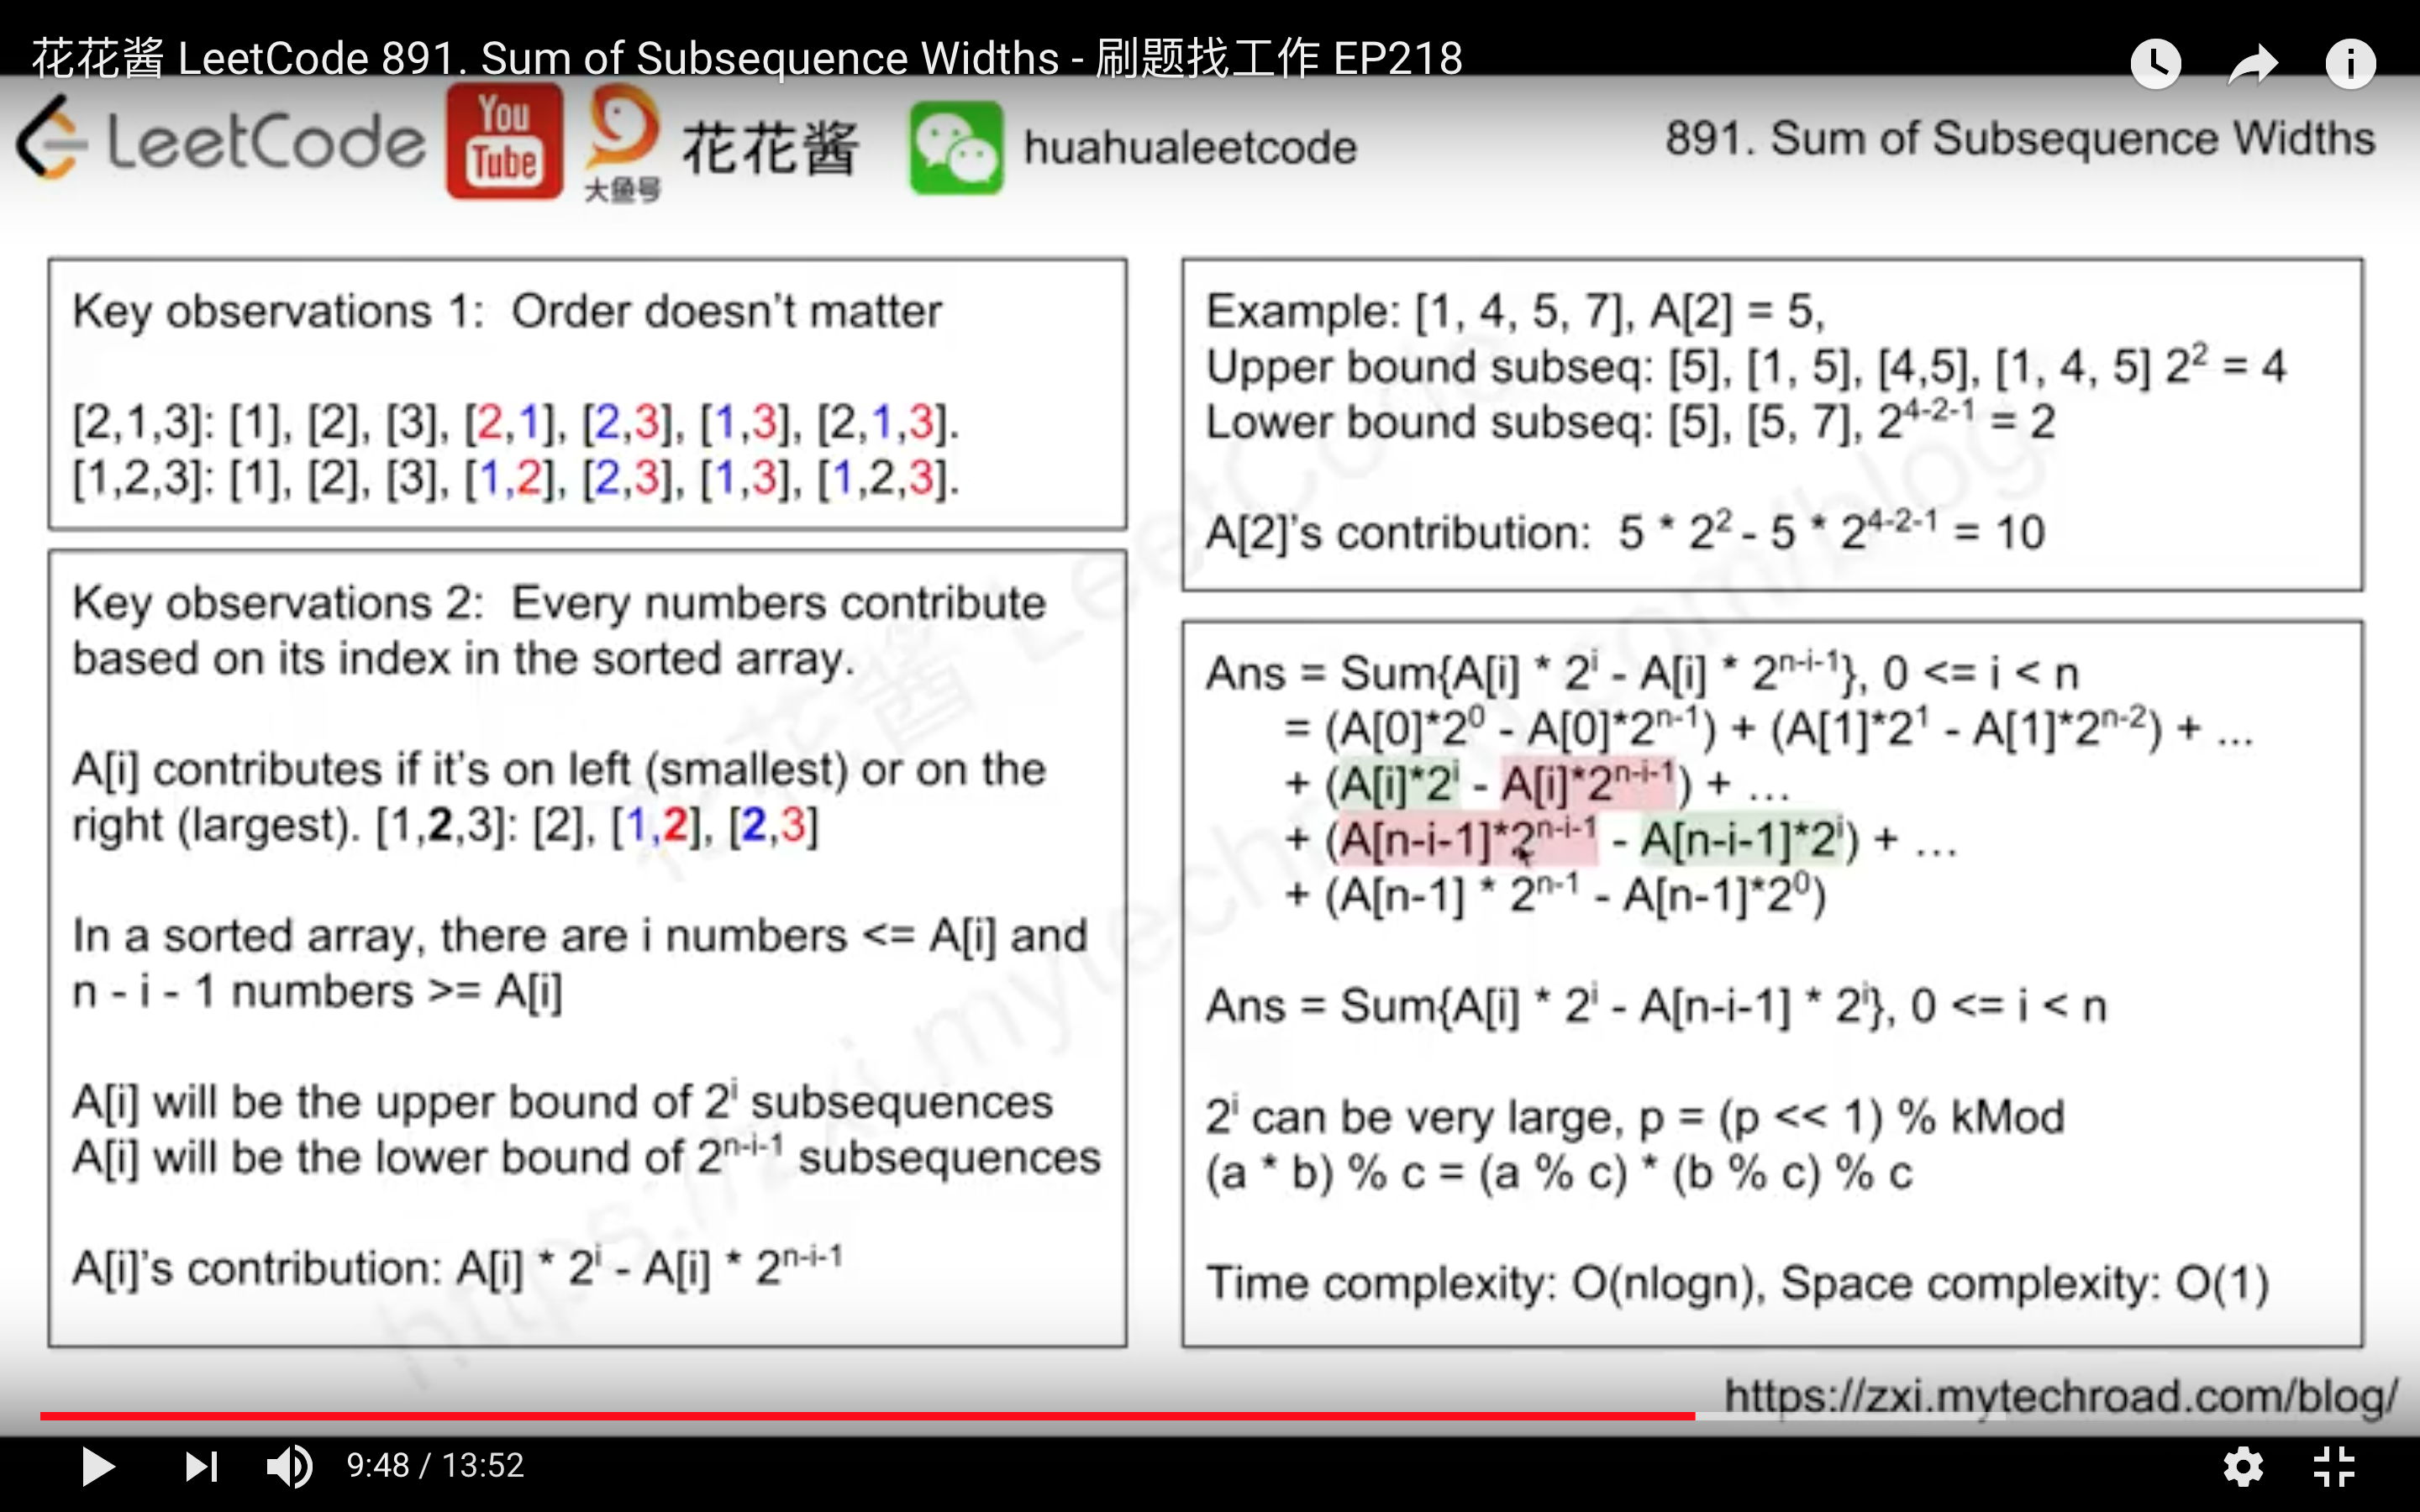 花花酱 LeetCode 891. Sum of Subsequence Widths - 刷题找工作 EP218
LeetCode You Tube 大鱼号 花花酱 huahualeetcode
891. Sum of Subsequence Widths
Key observations 1: Order doesn't matter
[2,1,3]: [1], [2], [3], [2,1], [2,3], [1,3], [2,1,3].
[1,2,3]: [1], [2], [3], [1,2], [2,3], [1,3], [1,2,3].
Key observations 2: Every numbers contribute
based on its index in the sorted array.
A[i] contributes if it's on left (smallest) or on the
right (largest). [1,2,3]: [2], [1,2], [2,3]
In a sorted array, there are i numbers <= A[i] and
n - i - 1 numbers >= A[i]
A[i] will be the upper bound of 2^i subsequences
A[i] will be the lower bound of 2^n-i-1 subsequences
A[i]'s contribution: A[i] * 2^i - A[i] * 2^n-i-1
Example: [1, 4, 5, 7], A[2] = 5,
Upper bound subseq: [5], [1, 5], [4,5], [1, 4, 5] 2^2 = 4
Lower bound subseq: [5], [5, 7], 2^4-2-1 = 2
A[2]'s contribution: 5 * 2^2 - 5 * 2^4-2-1 = 10
Ans = Sum{A[i] * 2^i - A[i] * 2^n-i-1}, 0 <= i < n
= (A[0]*2^0 - A[0]*2^n-1) + (A[1]*2^1 - A[1]*2^n-2) + ...
+ (A[i]*2^i - A[i]*2^n-i-1) + ...
+ (A[n-i-1]*2^n-i-1 - A[n-i-1]*2^i) + ...
+ (A[n-1] * 2^n-1 - A[n-1]*2^0)
Ans = Sum{A[i] * 2^i - A[n-i-1] * 2^i}, 0 <= i < n
2^i can be very large, p = (p << 1) % kMod
(a * b) % c = (a % c) * (b % c) % c
Time complexity: O(nlogn), Space complexity: O(1)
花花酱 LeetCode
https://zxi.mytechroad.com/blog
https://zxi.mytechroad.com/blog/
9:48 / 13:52